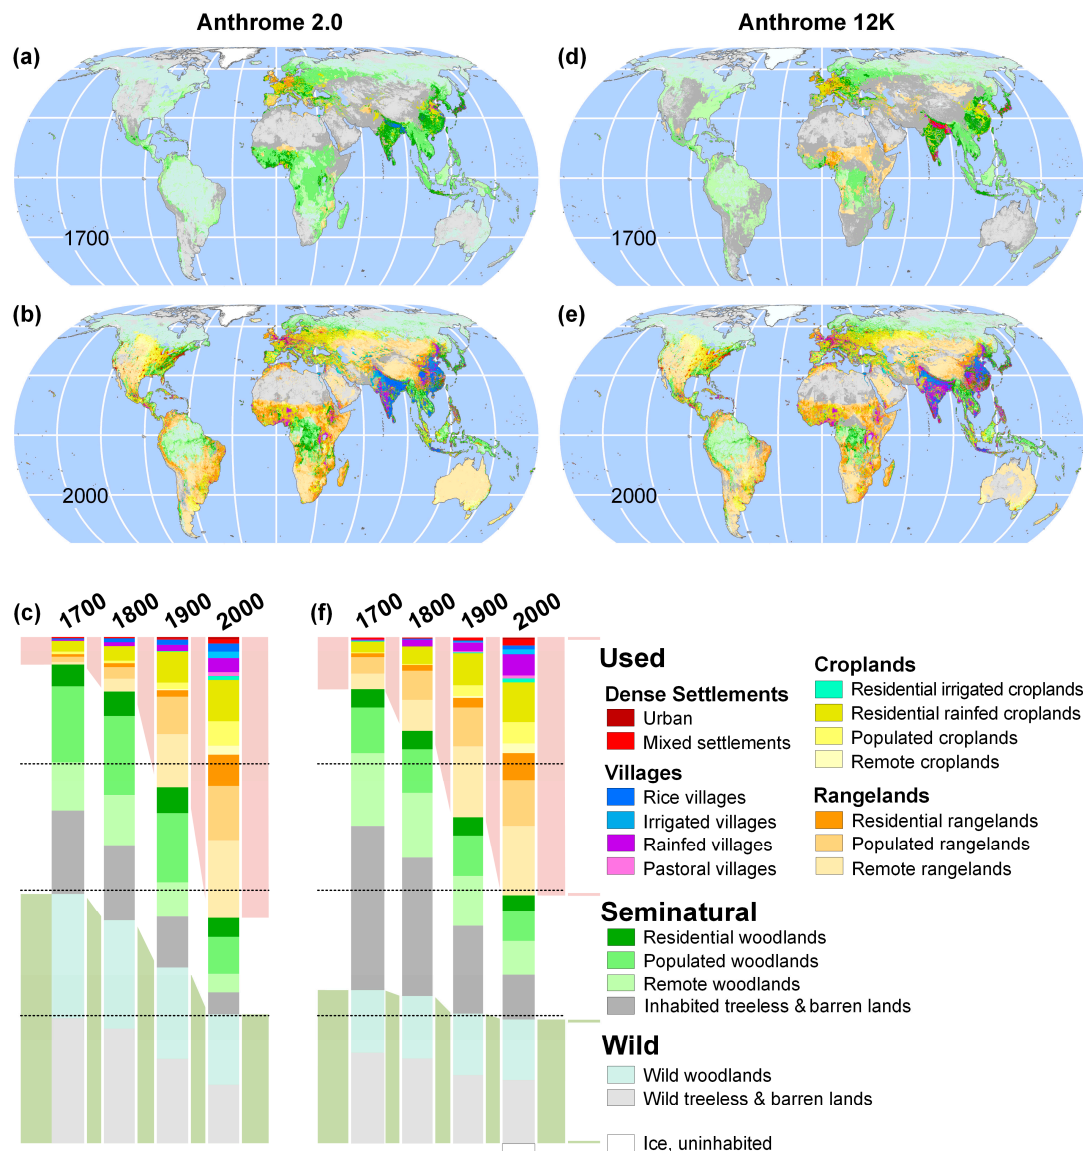 Anthrome 2.0
Anthrome 12K
(a)
(d)
1700
1700
(b)
(e)
2000
2000
(c)
1700
1800
1900
2000
(f)
1700
1800
1900
2000
Used
Dense Settlements
Urban
Mixed settlements
Villages
Rice villages
Irrigated villages
Rainfed villages
Pastoral villages
Croplands
Residential irrigated croplands
Residential rainfed croplands
Populated croplands
Remote croplands
Rangelands
Residential rangelands
Populated rangelands
Remote rangelands
Seminatural
Residential woodlands
Populated woodlands
Remote woodlands
Inhabited treeless & barren lands
Wild
Wild woodlands
Wild treeless & barren lands
Ice, uninhabited